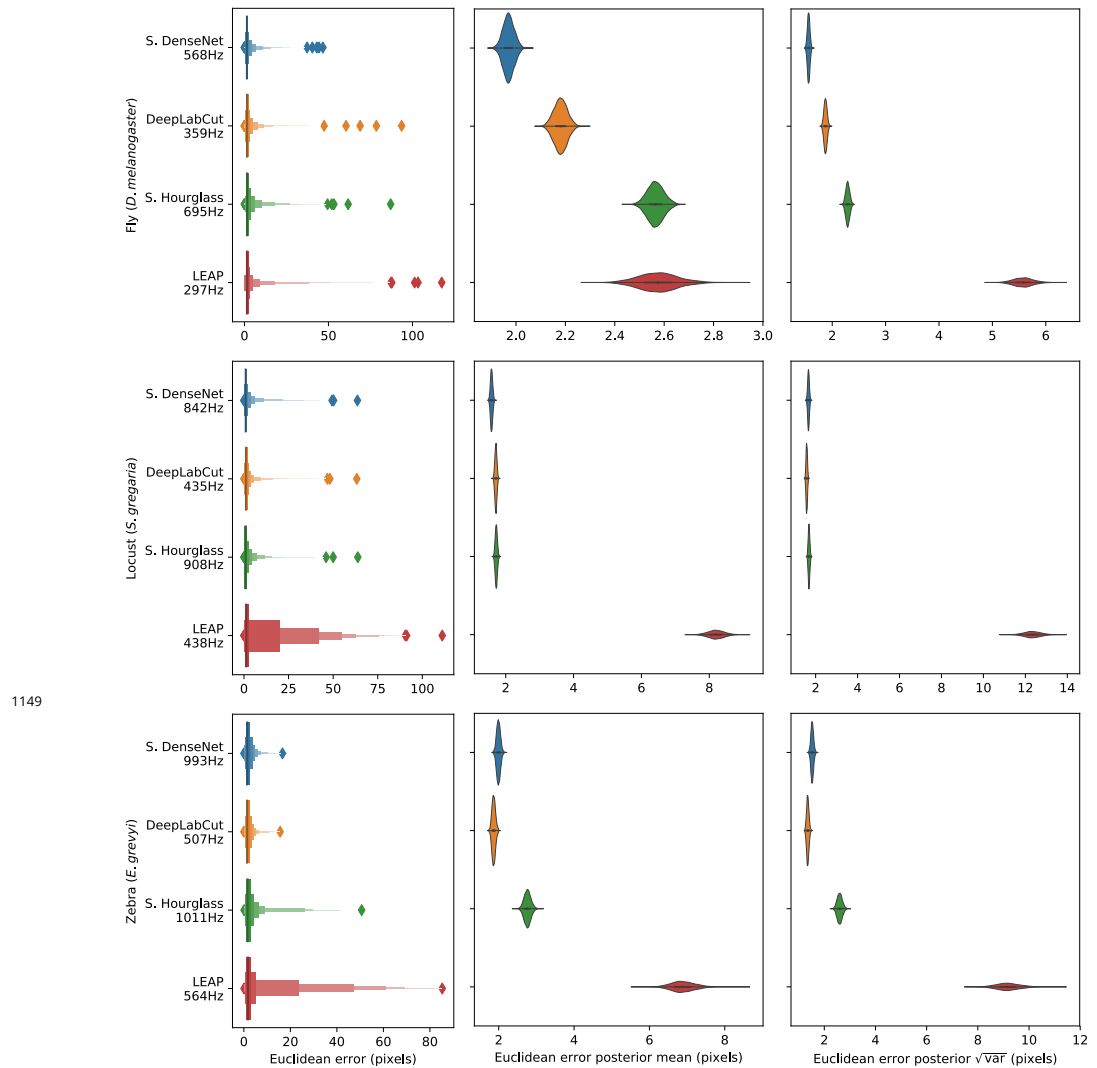 Fly (D. melanogaster)
S. DenseNet
568Hz
DeepLabCut
359Hz
S. Hourglass
695Hz
LEAP
297Hz
0 50 100
2.0 2.2 2.4 2.6 2.8 3.0
2 3 4 5 6
Locust (S. gregaria)
S. DenseNet
842Hz
DeepLabCut
435Hz
S. Hourglass
908Hz
LEAP
438Hz
0 25 50 75 100
2 4 6 8
2 4 6 8 10 12 14
1149
Zebra (E. grevyi)
S. DenseNet
993Hz
DeepLabCut
507Hz
S. Hourglass
1011Hz
LEAP
564Hz
0 20 40 60 80
2 4 6 8
2 4 6 8 10 12
Euclidean error (pixels)
Euclidean error posterior mean (pixels)
Euclidean error posterior √var (pixels)